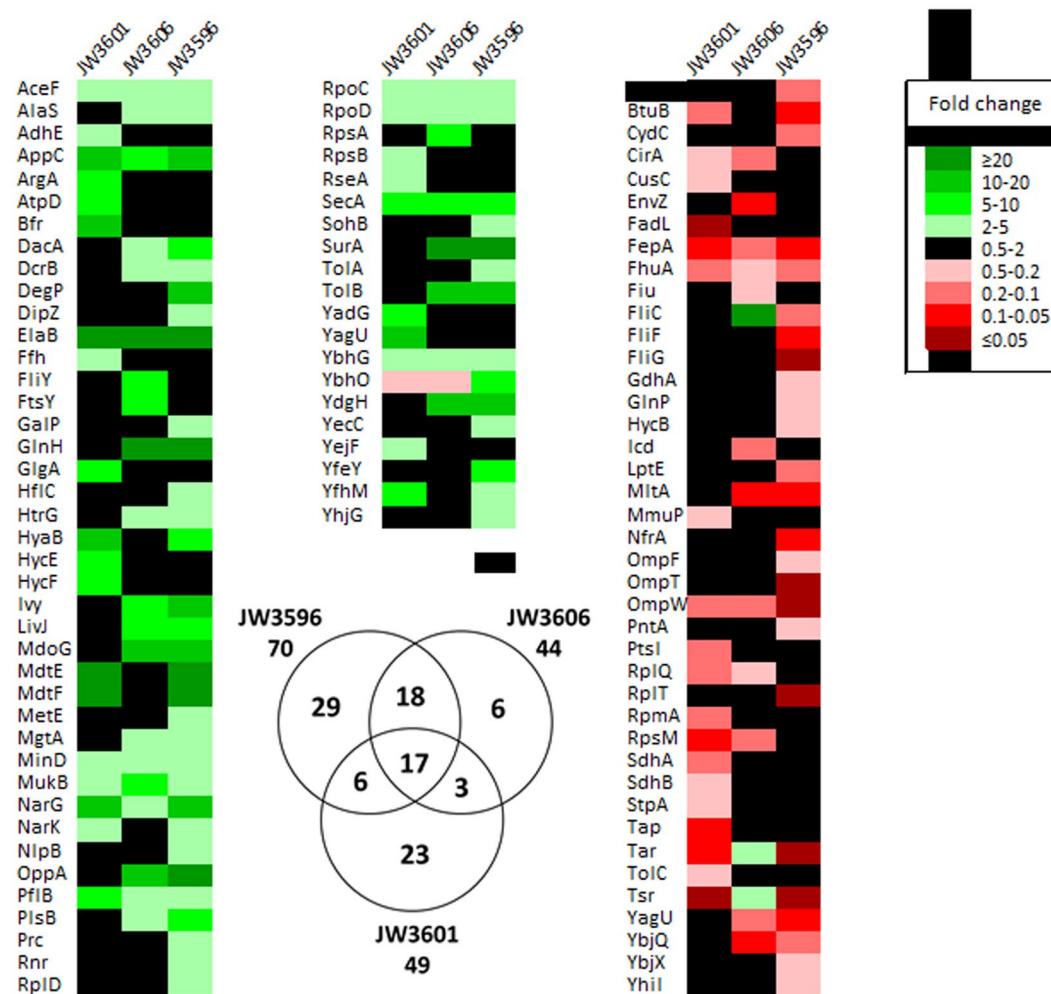 JW3601 JW3606 JW3596
AceF
AlaS
AdhE
AppC
ArgA
AtpD
Bfr
DacA
DcrB
DegP
DipZ
ElaB
Ffh
FliY
FtsY
GalP
GlnH
GlgA
HflC
HtrG
HyaB
HycE
HycF
Ivy
LivJ
MdoG
MdtE
MdtF
MetE
MgtA
MinD
MukB
NarG
NarK
NlpB
OppA
PflB
PlsB
Prc
Rnr
RplD
JW3601 JW3606 JW3596
RpoC
RpoD
RpsA
RpsB
RseA
SecA
SohB
SurA
TolA
TolB
YadG
YagU
YbhG
YbhO
YdgH
YecC
YejF
YfeY
YfhM
YhjG
JW3596
70
JW3606
44
29
18
6
17
6
3
23
JW3601
49
JW3601 JW3606 JW3596
BtuB
CydC
CirA
CusC
EnvZ
FadL
FepA
FhuA
Fiu
FliC
FliF
FliG
GdhA
GlnP
HycB
Icd
LptE
MltA
MmuP
NfrA
OmpF
OmpT
OmpW
PntA
PtsI
RplQ
RplT
RpmA
RpsM
SdhA
SdhB
StpA
Tap
Tar
TolC
Tsr
YagU
YbjQ
YbjX
YhiI
Fold change
≥20
10-20
5-10
2-5
0.5-2
0.5-0.2
0.2-0.1
0.1-0.05
≤0.05